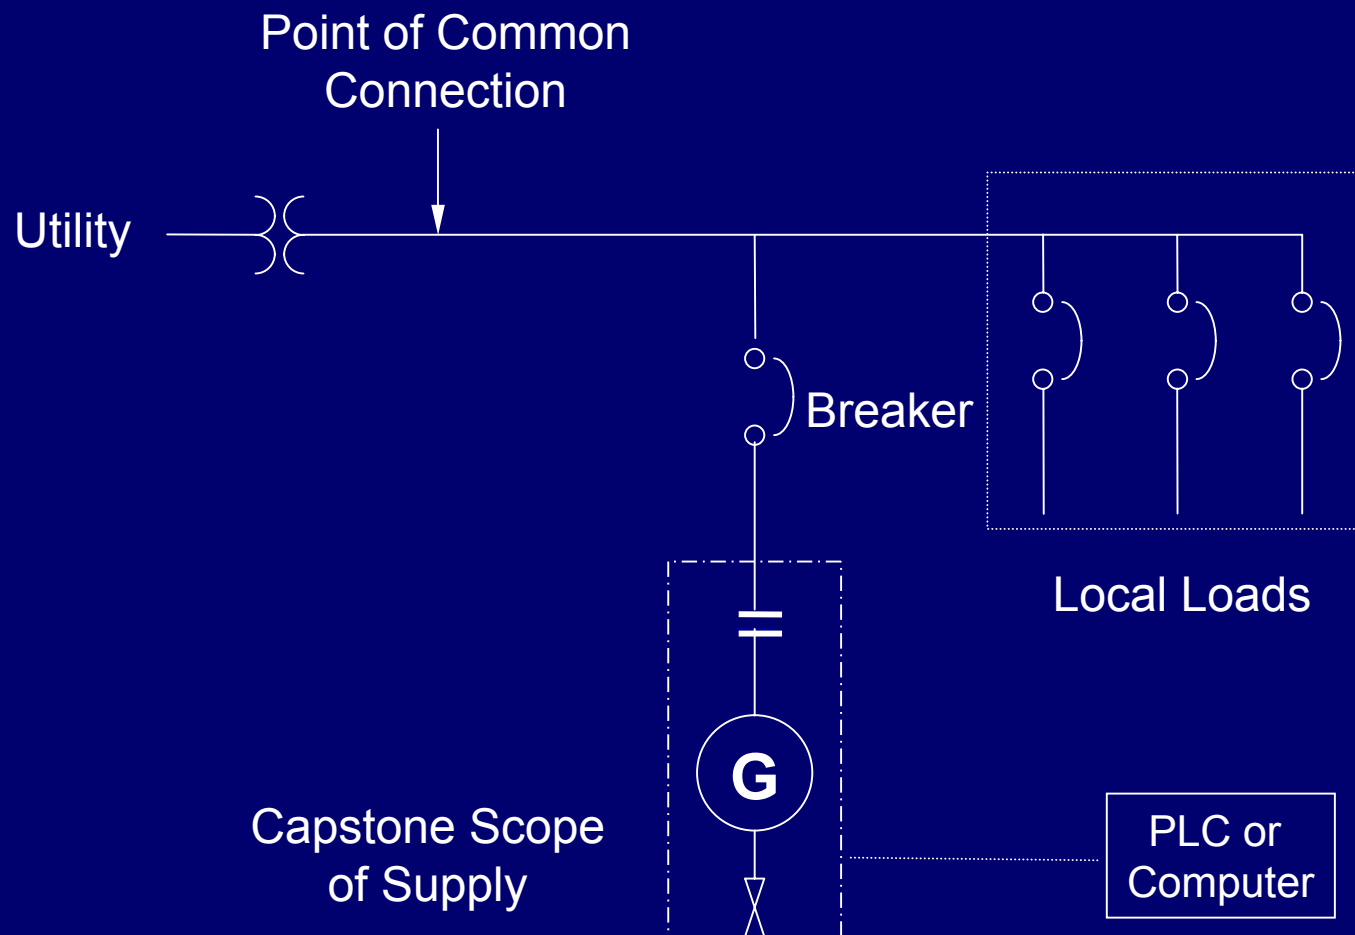 Point of Common
Connection
Utility
Breaker
Local Loads
G
Capstone Scope
of Supply
PLC or
Computer